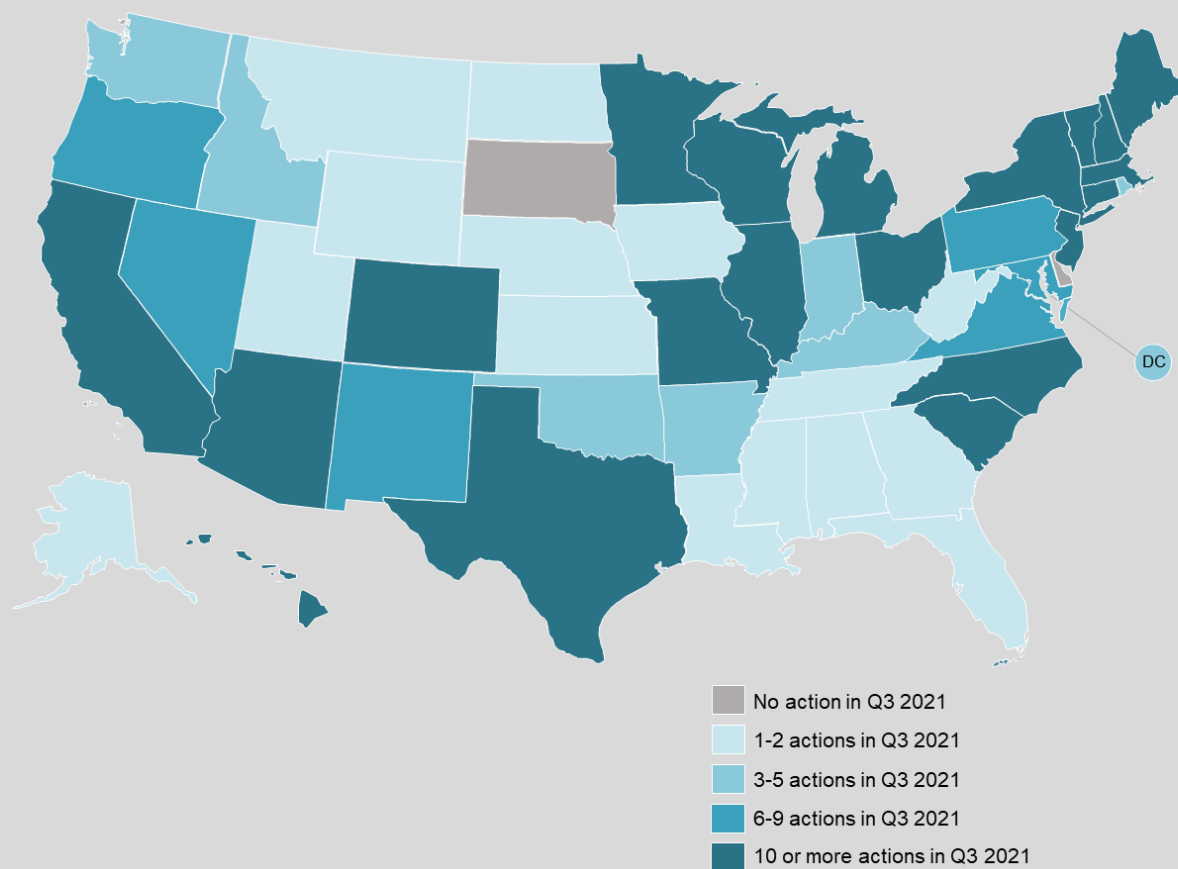 DC
No action in Q3 2021
1-2 actions in Q3 2021
3-5 actions in Q3 2021
6-9 actions in Q3 2021
10 or more actions in Q3 2021